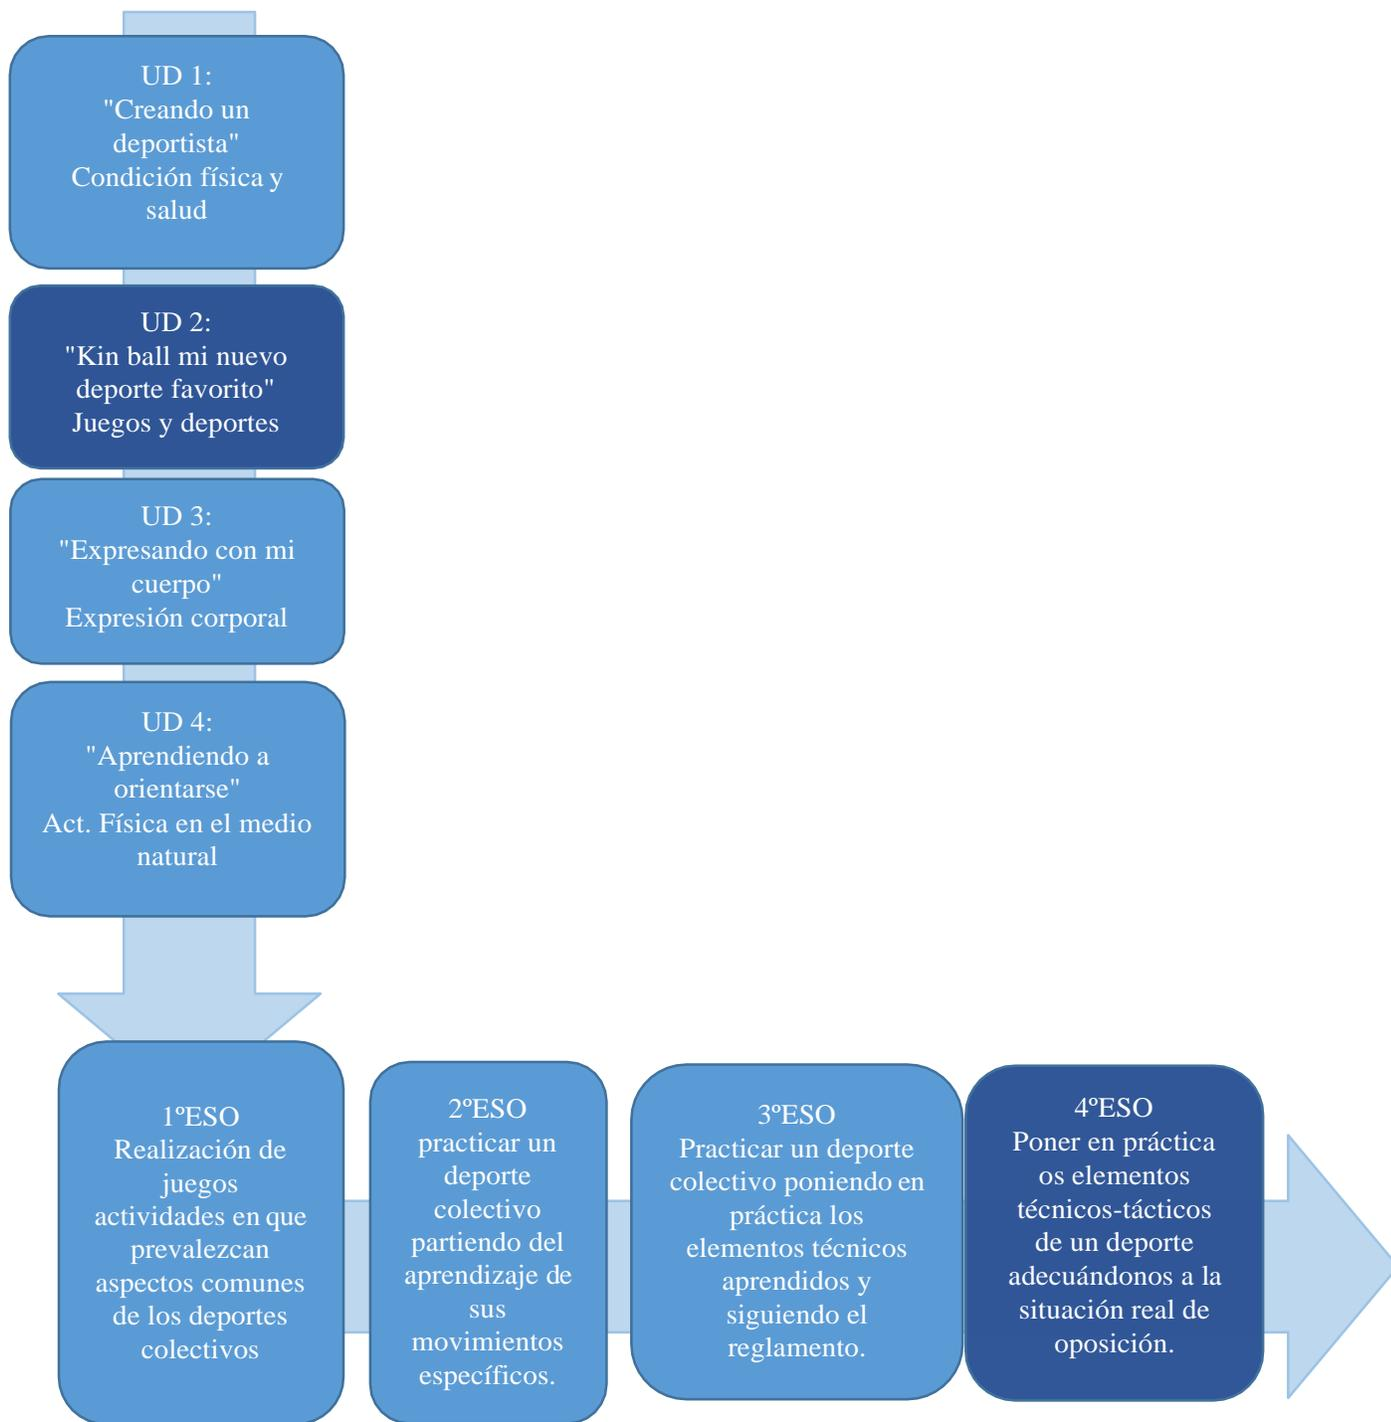 UD 1:
"Creando un
deportista"
Condición física y
salud
UD 2:
"Kin ball mi nuevo
deporte favorito"
Juegos y deportes
UD 3:
"Expresando con mi
cuerpo"
Expresión corporal
UD 4:
"Aprendiendo a
orientarse"
Act. Física en el medio
natural
1ºESO
Realización de
juegos
actividades en que
prevalezcan
aspectos comunes
de los deportes
colectivos
2ºESO
practicar un
deporte
colectivo
partiendo del
aprendizaje de
sus
movimientos
específicos.
3ºESO
Practicar un deporte
colectivo poniendo en
práctica los
elementos técnicos
aprendidos y
siguiendo el
reglamento.
4ºESO
Poner en práctica
os elementos
técnicos-tácticos
de un deporte
adecuándonos a la
situación real de
oposición.